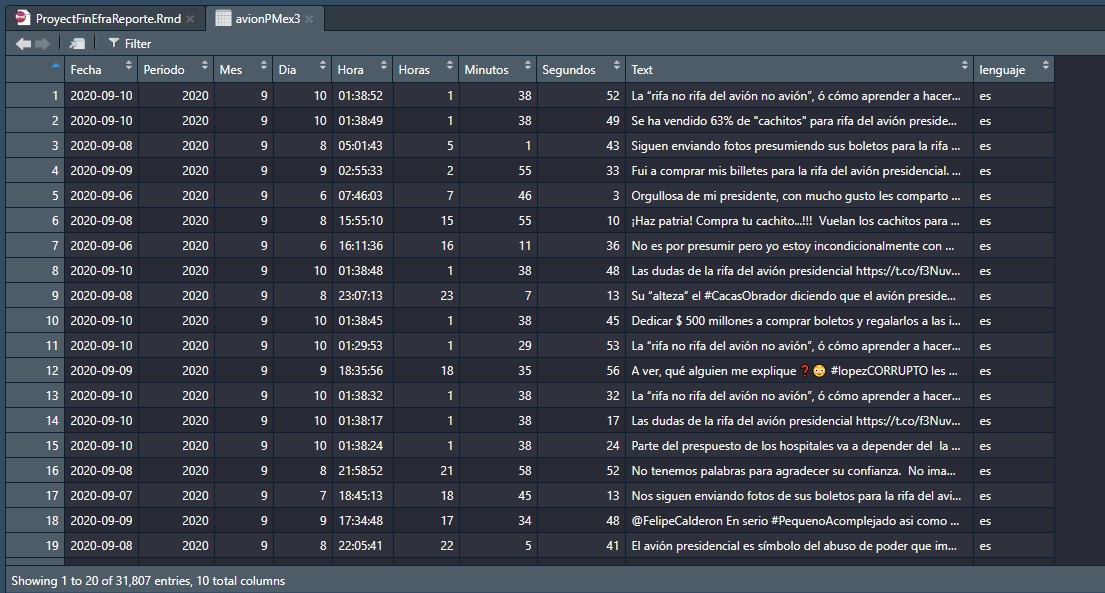 ProyectFinEfraReporte.Rmd × avionPMex3 ×
Filter
Fecha Periodo Mes Dia Hora Horas Minutos Segundos Text lenguaje
1 2020-09-10 2020 9 10 01:38:52 1 38 52 La “rifa no rifa del avión no avión”, ó cómo aprender a hacer... es
2 2020-09-10 2020 9 10 01:38:49 1 38 49 Se ha vendido 63% de "cachitos" para rifa del avión preside... es
3 2020-09-08 2020 9 8 05:01:43 5 1 43 Siguen enviando fotos presumiendo sus boletos para la rifa ... es
4 2020-09-09 2020 9 9 02:55:33 2 55 33 Fui a comprar mis billetes para la rifa del avión presidencial. ... es
5 2020-09-06 2020 9 6 07:46:03 7 46 3 Orgullosa de mi presidente, con mucho gusto les comparto ... es
6 2020-09-08 2020 9 8 15:55:10 15 55 10 ¡Haz patria! Compra tu cachito...!!! Vuelan los cachitos para ... es
7 2020-09-06 2020 9 6 16:11:36 16 11 36 No es por presumir pero yo estoy incondicionalmente con ... es
8 2020-09-10 2020 9 10 01:38:48 1 38 48 Las dudas de la rifa del avión presidencial https://t.co/f3Nuv... es
9 2020-09-08 2020 9 8 23:07:13 23 7 13 Su “alteza” el #CacasObrador diciendo que el avión preside... es
10 2020-09-10 2020 9 10 01:38:45 1 38 45 Dedicar $ 500 millones a comprar boletos y regalarlos a las i... es
11 2020-09-10 2020 9 10 01:29:53 1 29 53 La “rifa no rifa del avión no avión”, ó cómo aprender a hacer... es
12 2020-09-09 2020 9 9 18:35:56 18 35 56 A ver, qué alguien me explique ❓😳 #lopezCORRUPTO les ... es
13 2020-09-10 2020 9 10 01:38:32 1 38 32 La “rifa no rifa del avión no avión”, ó cómo aprender a hacer... es
14 2020-09-10 2020 9 10 01:38:17 1 38 17 Las dudas de la rifa del avión presidencial https://t.co/f3Nuv... es
15 2020-09-10 2020 9 10 01:38:24 1 38 24 Parte del prespuesto de los hospitales va a depender del la ... es
16 2020-09-08 2020 9 8 21:58:52 21 58 52 No tenemos palabras para agradecer su confianza. No ima... es
17 2020-09-07 2020 9 7 18:45:13 18 45 13 Nos siguen enviando fotos de sus boletos para la rifa del avi... es
18 2020-09-09 2020 9 9 17:34:48 17 34 48 @FelipeCalderon En serio #PequenoAcomplejado asi como ... es
19 2020-09-08 2020 9 8 22:05:41 22 5 41 El avión presidencial es símbolo del abuso de poder que im... es
Showing 1 to 20 of 31,807 entries, 10 total columns